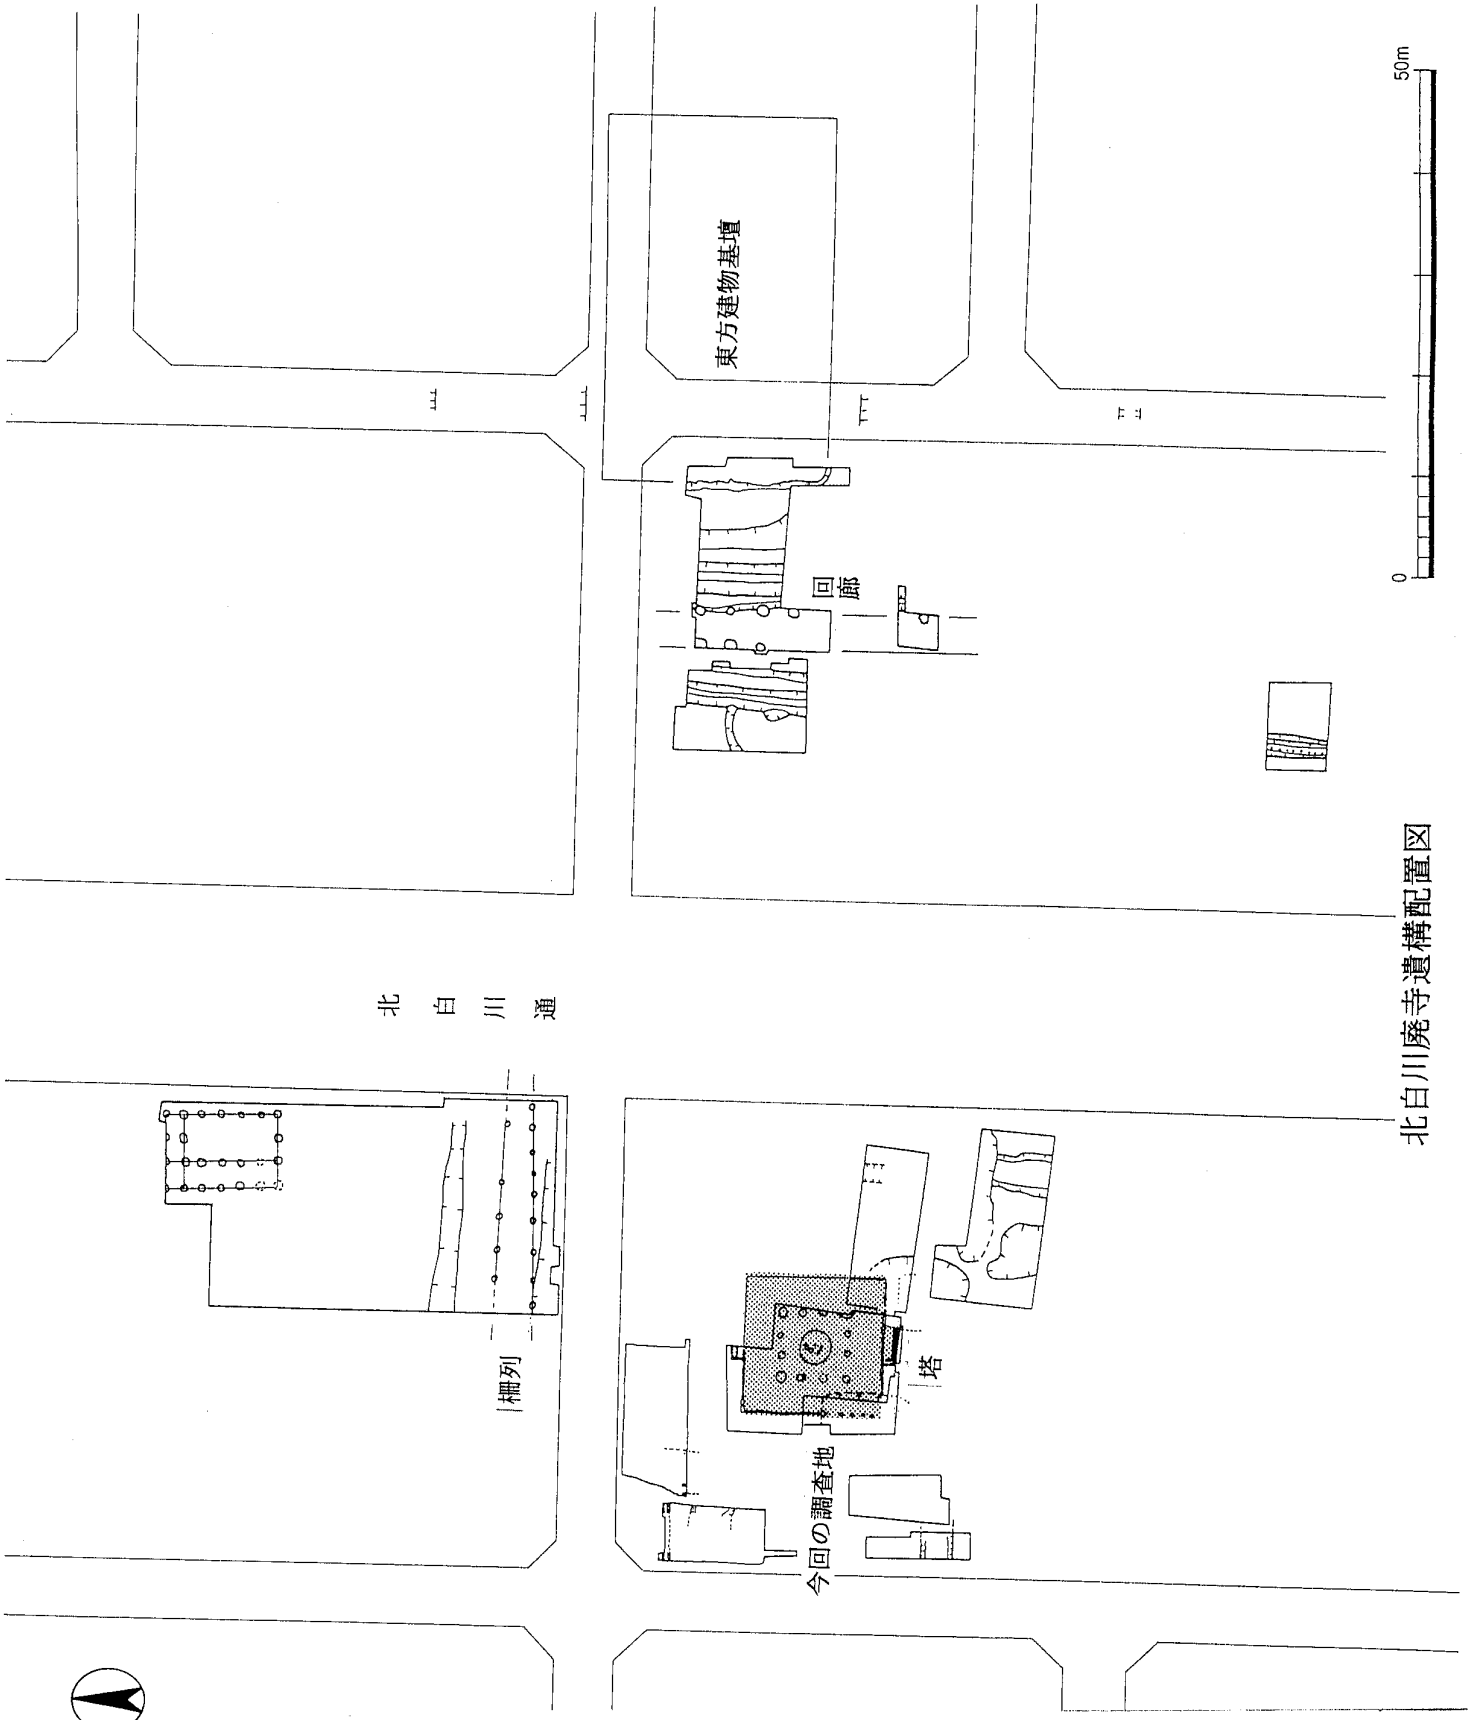 東方建物基壇
回廊
北白川通
柵列
塔
今回の調査地
0
50m
北白川廃寺遺構配置図